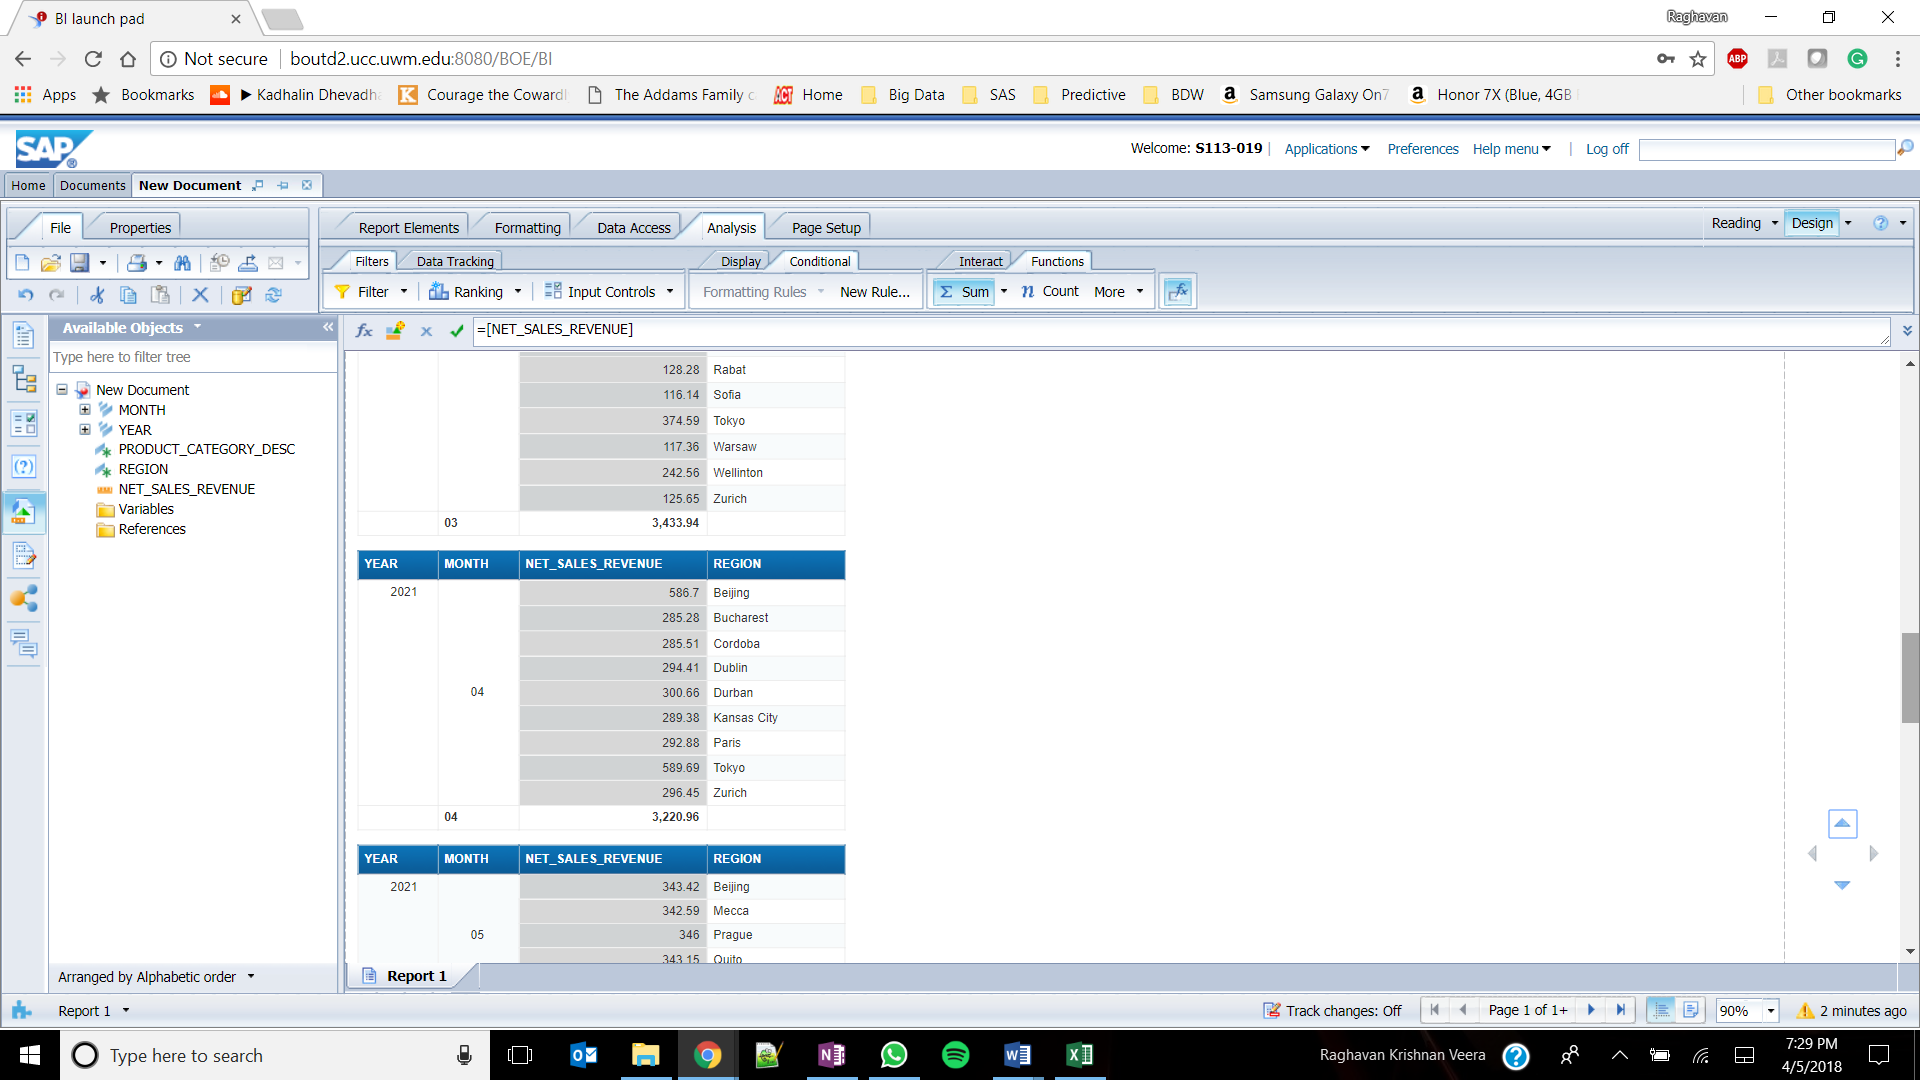 BI launch pad
Raghavan
Not secure boutd2.ucc.uwm.edu:8080/BOE/BI
ABP
Apps Bookmarks ▶ Kadhalin Dhevadha Courage the Coward The Addams Family Home Big Data SAS Predictive BDW Samsung Galaxy On7 Honor 7X (Blue, 4GB Other bookmarks
SAP
Welcome: S113-019 | Applications Preferences Help menu | Log off
Home Documents New Document
File Properties Report Elements Formatting Data Access Analysis Page Setup Reading Design
Filters Data Tracking Display Conditional Interact Functions
Filter Ranking Input Controls Formatting Rules New Rule... Σ Sum n Count More
Available Objects
=[NET_SALES_REVENUE]
Type here to filter tree
New Document
MONTH
YEAR
PRODUCT_CATEGORY_DESC
REGION
NET_SALES_REVENUE
Variables
References
Arranged by Alphabetic order
128.28 Rabat
116.14 Sofia
374.59 Tokyo
117.36 Warsaw
242.56 Wellinton
125.65 Zurich
03 3,433.94
YEAR MONTH NET_SALES_REVENUE REGION
2021 586.7 Beijing
285.28 Bucharest
285.51 Cordoba
294.41 Dublin
04 300.66 Durban
289.38 Kansas City
292.88 Paris
589.69 Tokyo
296.45 Zurich
04 3,220.96
YEAR MONTH NET_SALES_REVENUE REGION
2021 343.42 Beijing
342.59 Mecca
05 346 Prague
343.15 Quito
Report 1
Report 1 Track changes: Off Page 1 of 1+ 90% 2 minutes ago
Type here to search
Raghavan Krishnan Veera
7:29 PM
4/5/2018